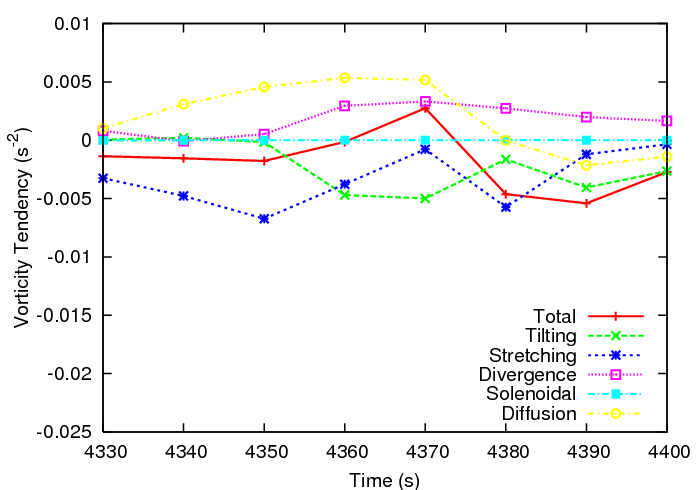 0.01
0.005
0
-0.005
-0.01
-0.015
-0.02
-0.025
Vorticity Tendency (s-2)
Total
Tilting
Stretching
Divergence
Solenoidal
Diffusion
4330 4340 4350 4360 4370 4380 4390 4400
Time (s)